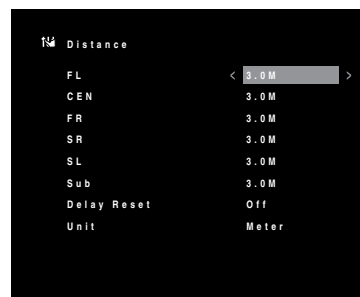 Distance
FL < 3.0M >
CEN 3.0M
FR 3.0M
SR 3.0M
SL 3.0M
Sub 3.0M
Delay Reset Off
Unit Meter